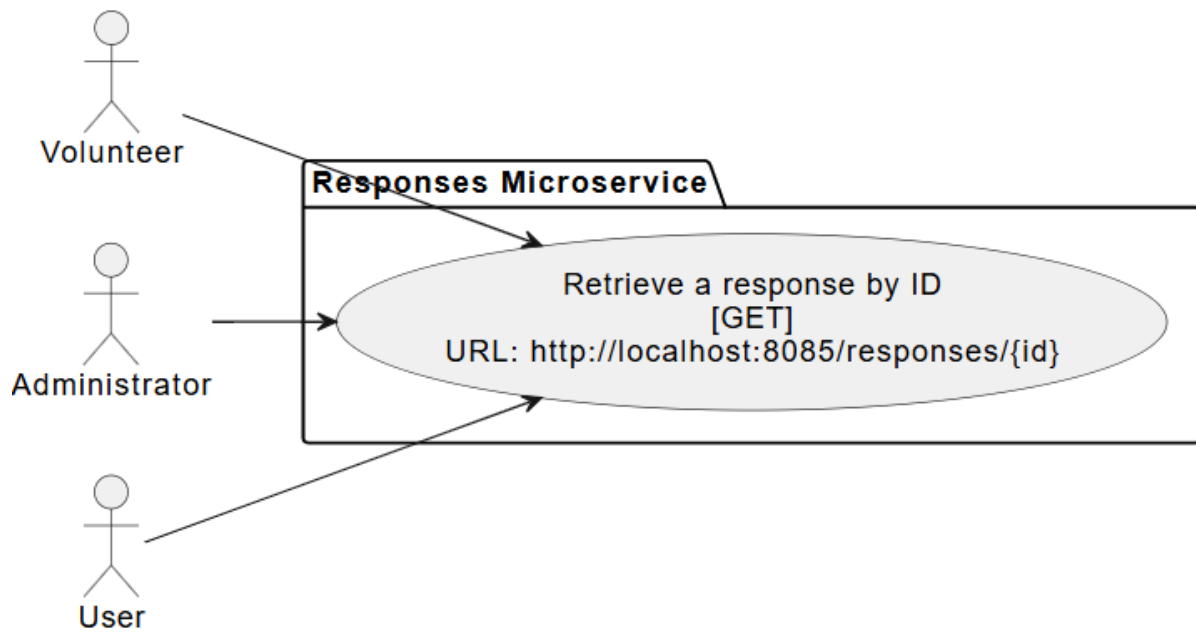 Volunteer
Responses Microservice
Retrieve a response by ID
[GET]
URL: http://localhost:8085/responses/{id}
Administrator
User